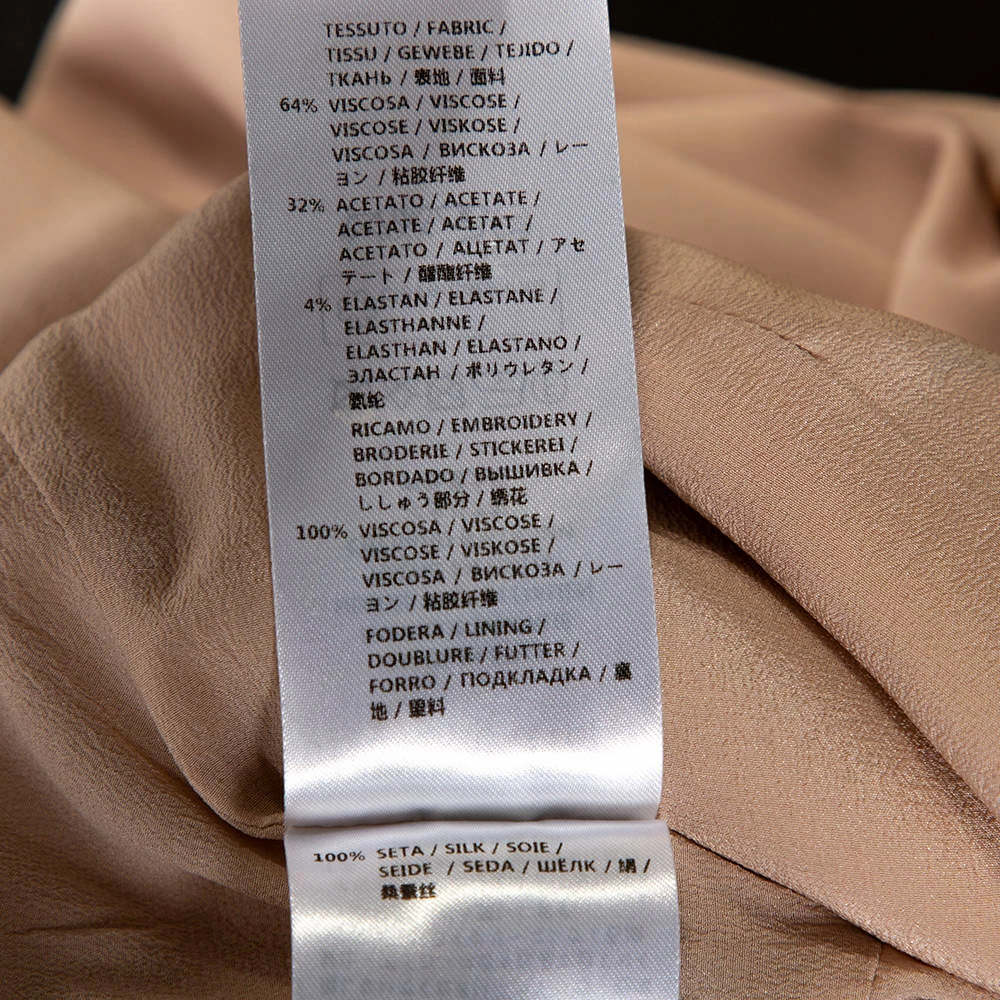 TESSUTO / FABRIC /
TISSU / GEWEBE / TEJIDO /
ТКАНЬ / 表地 / 面料
64% VISCOSA / VISCOSE /
VISCOSE / VISKOSE /
VISCOSA / ВИСКОЗА / レー
ヨン / 粘胶纤维
32% ACETATO / ACETATE /
ACETATE / ACETAT /
ACETATO / АЦЕТАТ / アセ
テート / 醋酯纤维
4% ELASTAN / ELASTANE /
ELASTHANNE /
ELASTHAN / ELASTANO /
ЭЛАСТАН / ポリウレタン /
氨纶
RICAMO / EMBROIDERY /
BRODERIE / STICKEREI /
BORDADO / ВЫШИВКА /
ししゅう部分 / 绣花
100% VISCOSA / VISCOSE /
VISCOSE / VISKOSE /
VISCOSA / ВИСКОЗА / レー
ヨン / 粘胶纤维
FODERA / LINING /
DOUBLURE / FUTTER /
FORRO / ПОДКЛАДКА / 裏
地 / 里料
100% SETA / SILK / SOIE /
SEIDE / SEDA / ШЁЛК / 絹 /
桑蚕丝